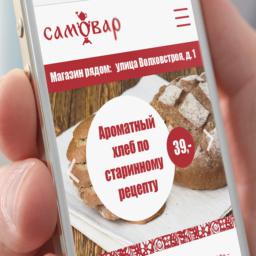 самовар
Магазин рядом: улица Волховстроя, д. 1
Ароматный
хлеб по
старинному
рецепту
39,-